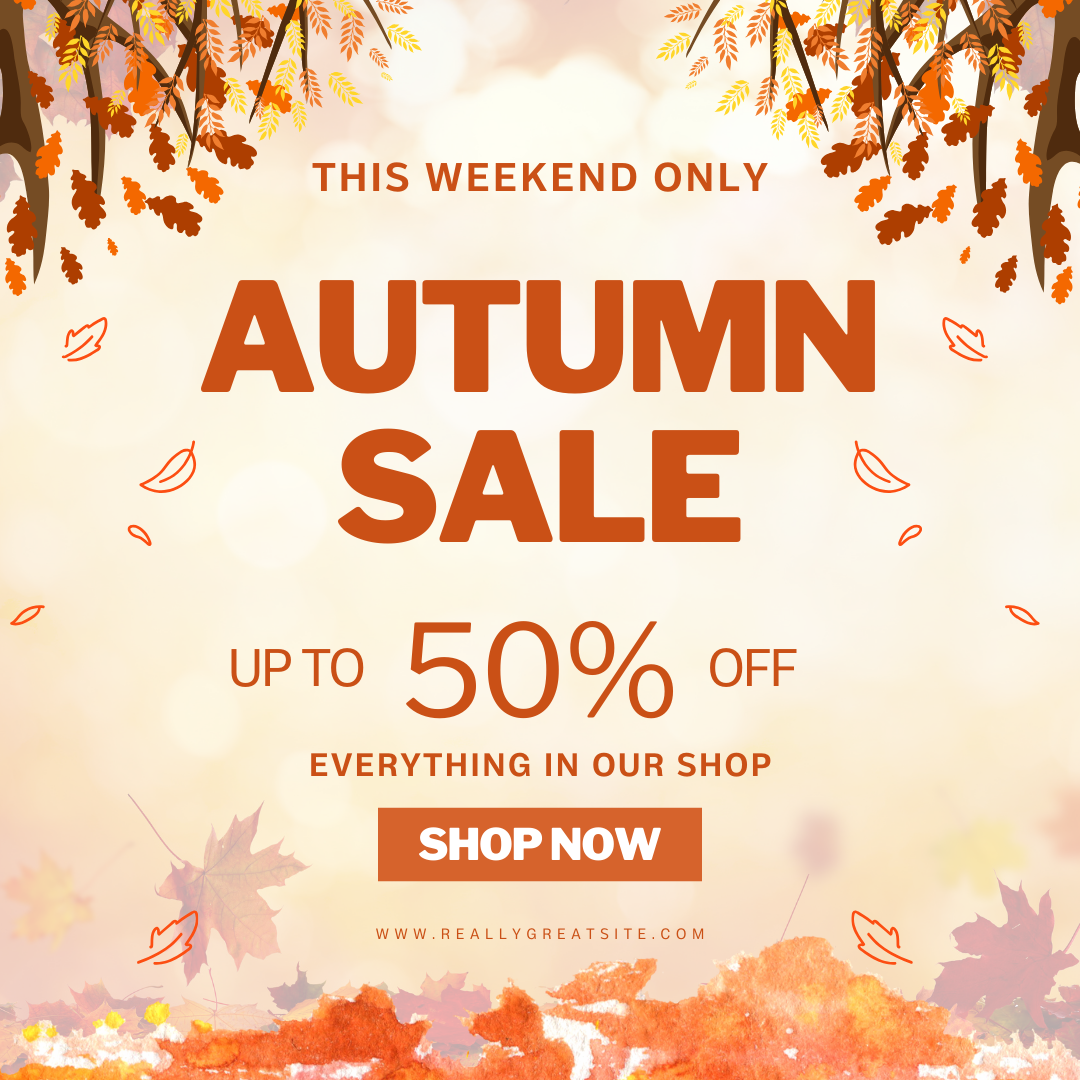 THIS WEEKEND ONLY
AUTUMN
SALE
UP TO 50% OFF
EVERYTHING IN OUR SHOP
SHOP NOW
WWW.REALLYGREATSITE.COM